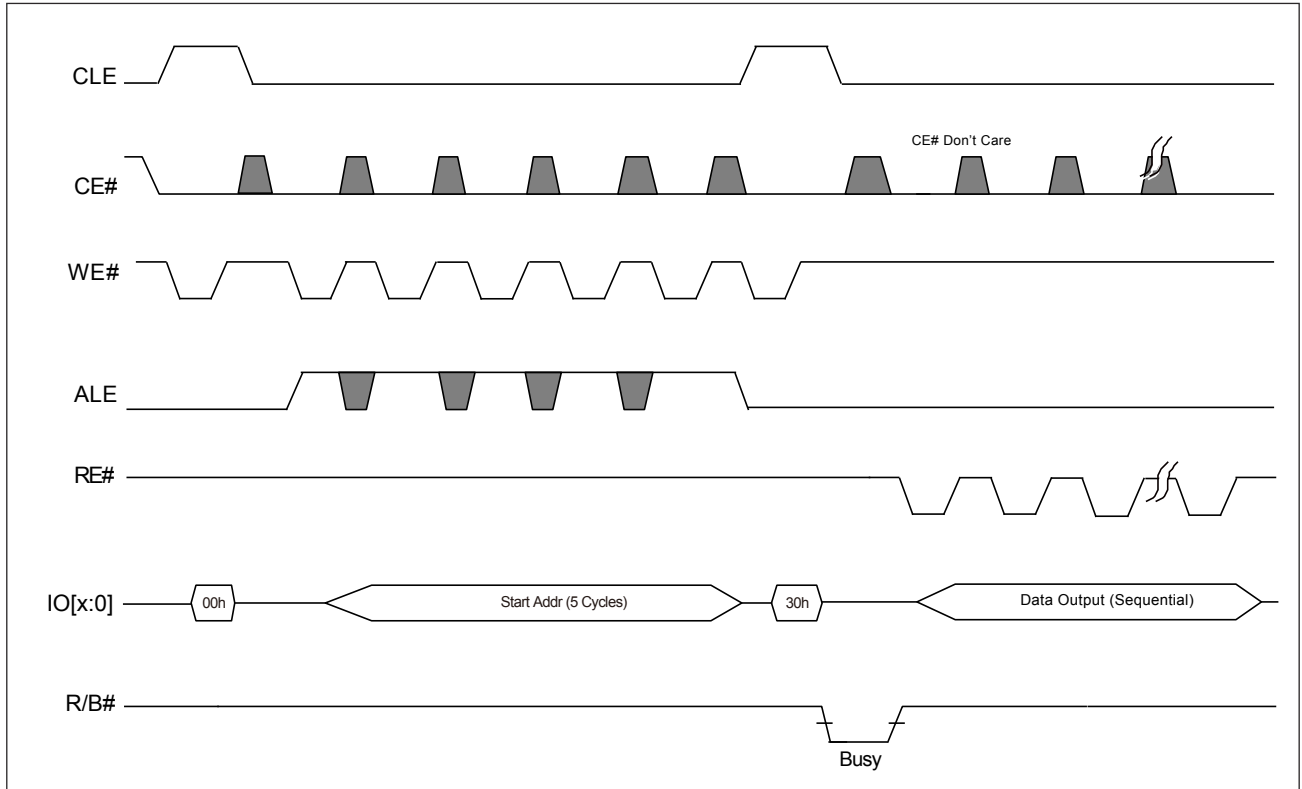 CLE
CE# Don't Care
CE#
WE#
ALE
RE#
IO[x:0] 00h Start Addr (5 Cycles) 30h Data Output (Sequential)
R/B#
Busy